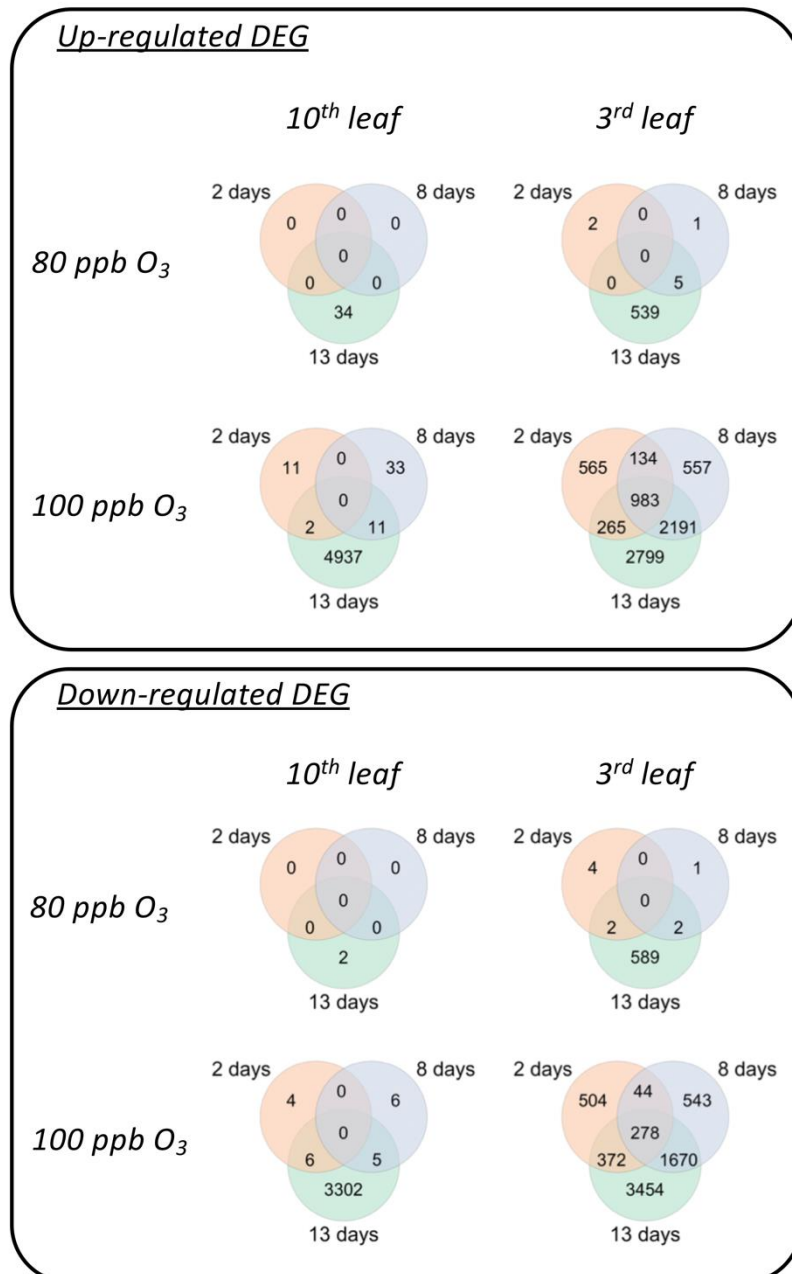 Up-regulated DEG
10th leaf 3rd leaf
2 days 8 days 2 days 8 days
0 0 0 2 0 1
80 ppb O3
0 0
0 0 0 5
34 539
13 days 13 days
2 days 8 days 2 days 8 days
11 0 33 565 134 557
100 ppb O3
0 983
2 11 265 2191
4937 2799
13 days 13 days
Down-regulated DEG
10th leaf 3rd leaf
2 days 8 days 2 days 8 days
0 0 0 4 0 1
80 ppb O3
0 0
0 0 2 2
2 589
13 days 13 days
2 days 8 days 2 days 8 days
4 0 6 504 44 543
100 ppb O3
0 278
6 5 372 1670
3302 3454
13 days 13 days